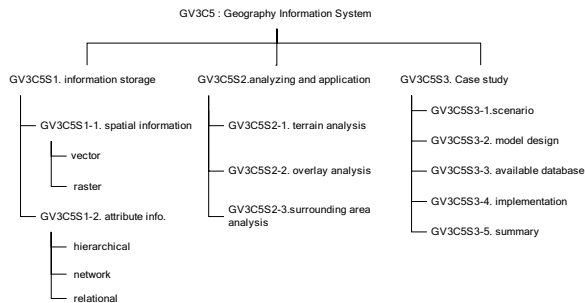 GV3C5 : Geography Information System
GV3C5S1. information storage
GV3C5S1-1. spatial information
vector
raster
GV3C5S1-2. attribute info.
hierarchical
network
relational
GV3C5S2.analyzing and application
GV3C5S2-1. terrain analysis
GV3C5S2-2. overlay analysis
GV3C5S2-3.surrounding area
analysis
GV3C5S3. Case study
GV3C5S3-1.scenario
GV3C5S3-2. model design
GV3C5S3-3. available database
GV3C5S3-4. implementation
GV3C5S3-5. summary